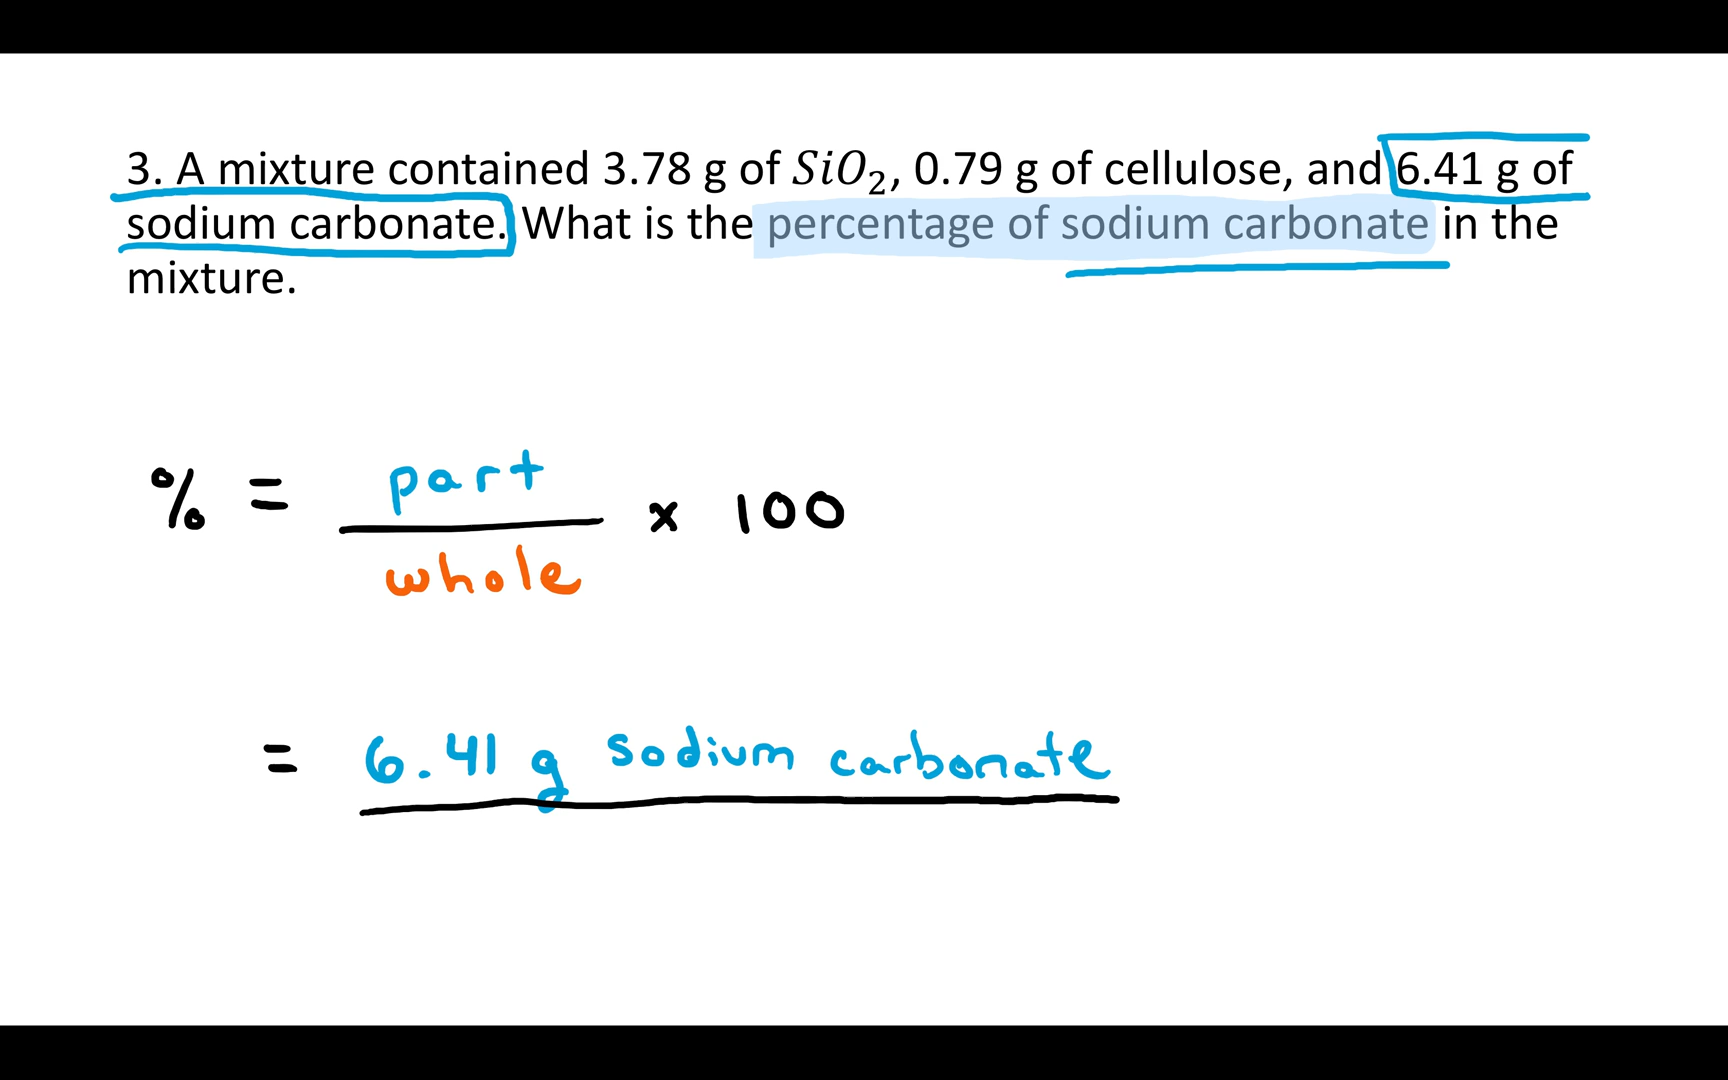 3. A mixture contained 3.78 g of SiO₂, 0.79 g of cellulose, and 6.41 g of
sodium carbonate. What is the percentage of sodium carbonate in the
mixture.
% = part / whole x 100
= 6.41 g sodium carbonate